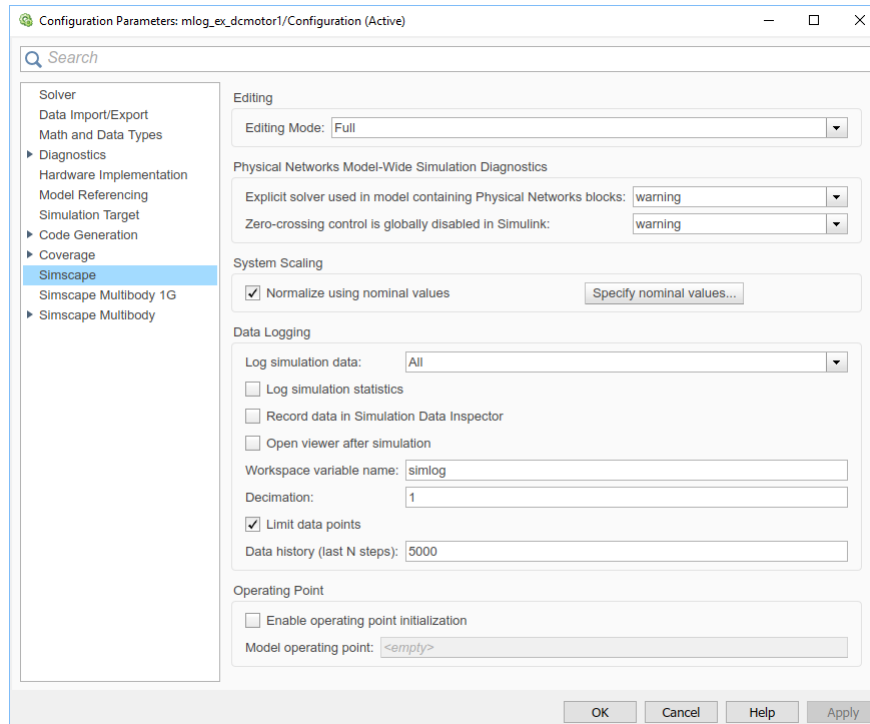 Configuration Parameters: mlog_ex_dcmotor1/Configuration (Active)
Search
Solver
Data Import/Export
Math and Data Types
Diagnostics
Hardware Implementation
Model Referencing
Simulation Target
Code Generation
Coverage
Simscape
Simscape Multibody 1G
Simscape Multibody
Editing
Editing Mode: Full
Physical Networks Model-Wide Simulation Diagnostics
Explicit solver used in model containing Physical Networks blocks: warning
Zero-crossing control is globally disabled in Simulink: warning
System Scaling
Normalize using nominal values Specify nominal values...
Data Logging
Log simulation data: All
Log simulation statistics
Record data in Simulation Data Inspector
Open viewer after simulation
Workspace variable name: simlog
Decimation: 1
Limit data points
Data history (last N steps): 5000
Operating Point
Enable operating point initialization
Model operating point: <empty>
OK Cancel Help Apply